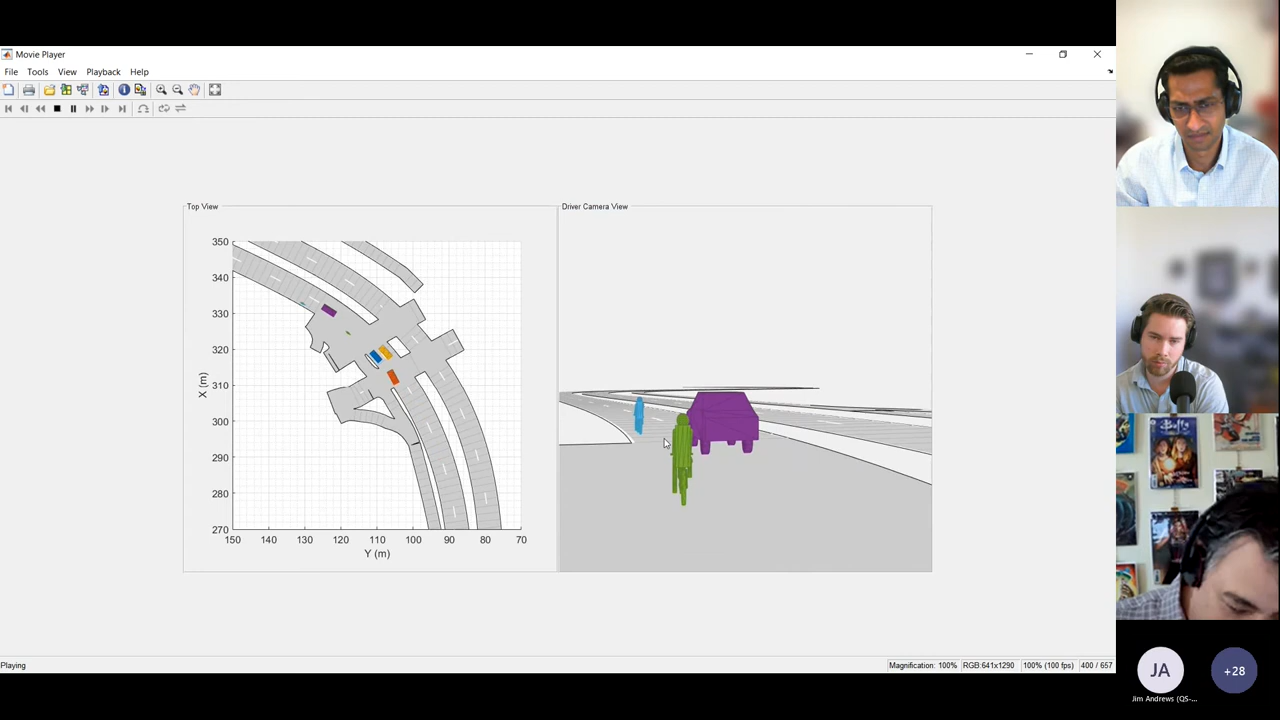 Movie Player
File Tools View Playback Help
Top View
Driver Camera View
350
340
330
320
310
300
290
280
270
X (m)
150 140 130 120 110 100 90 80 70
Y (m)
Playing
Magnification: 100% RGB:641x1290 100% (100 fps) 400 / 657
Buffy
JA
+28
Jim Andrews (QS-...